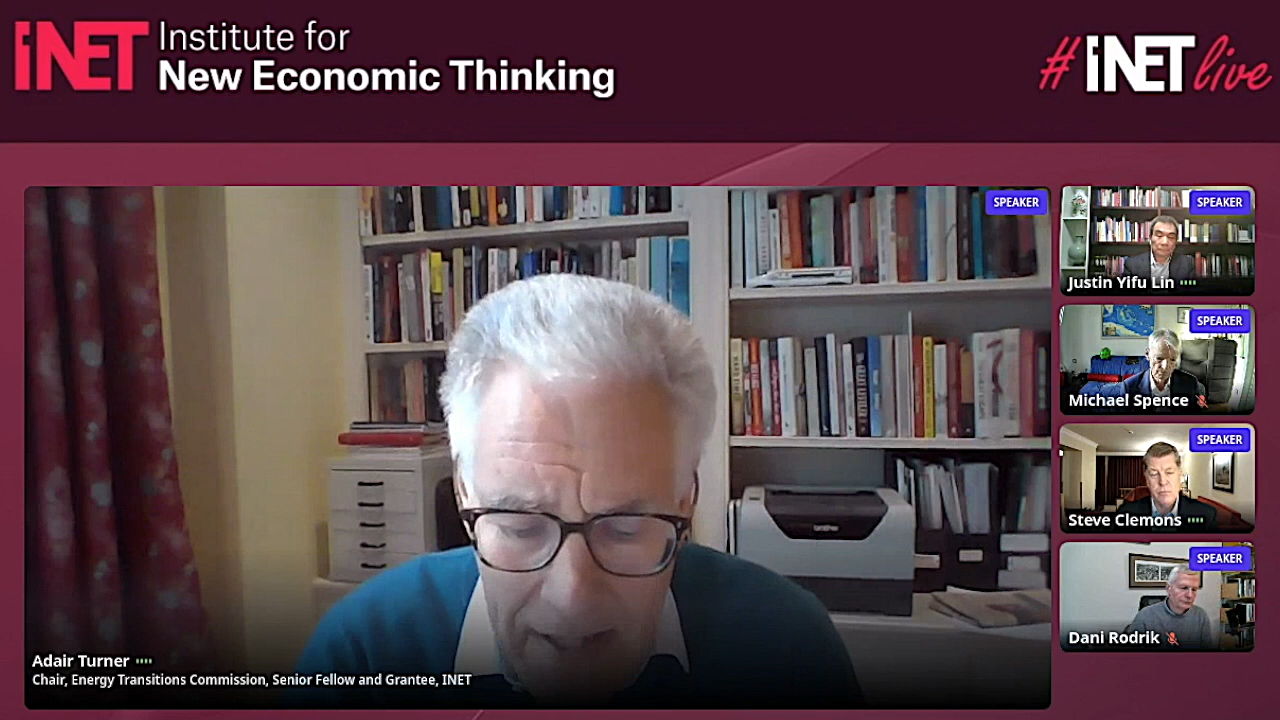 iNET Institute for
New Economic Thinking
#iNET live
SPEAKER
brother
Adair Turner
Chair, Energy Transitions Commission, Senior Fellow and Grantee, INET
SPEAKER
Justin Yifu Lin
SPEAKER
Michael Spence
SPEAKER
Steve Clemons
SPEAKER
Dani Rodrik